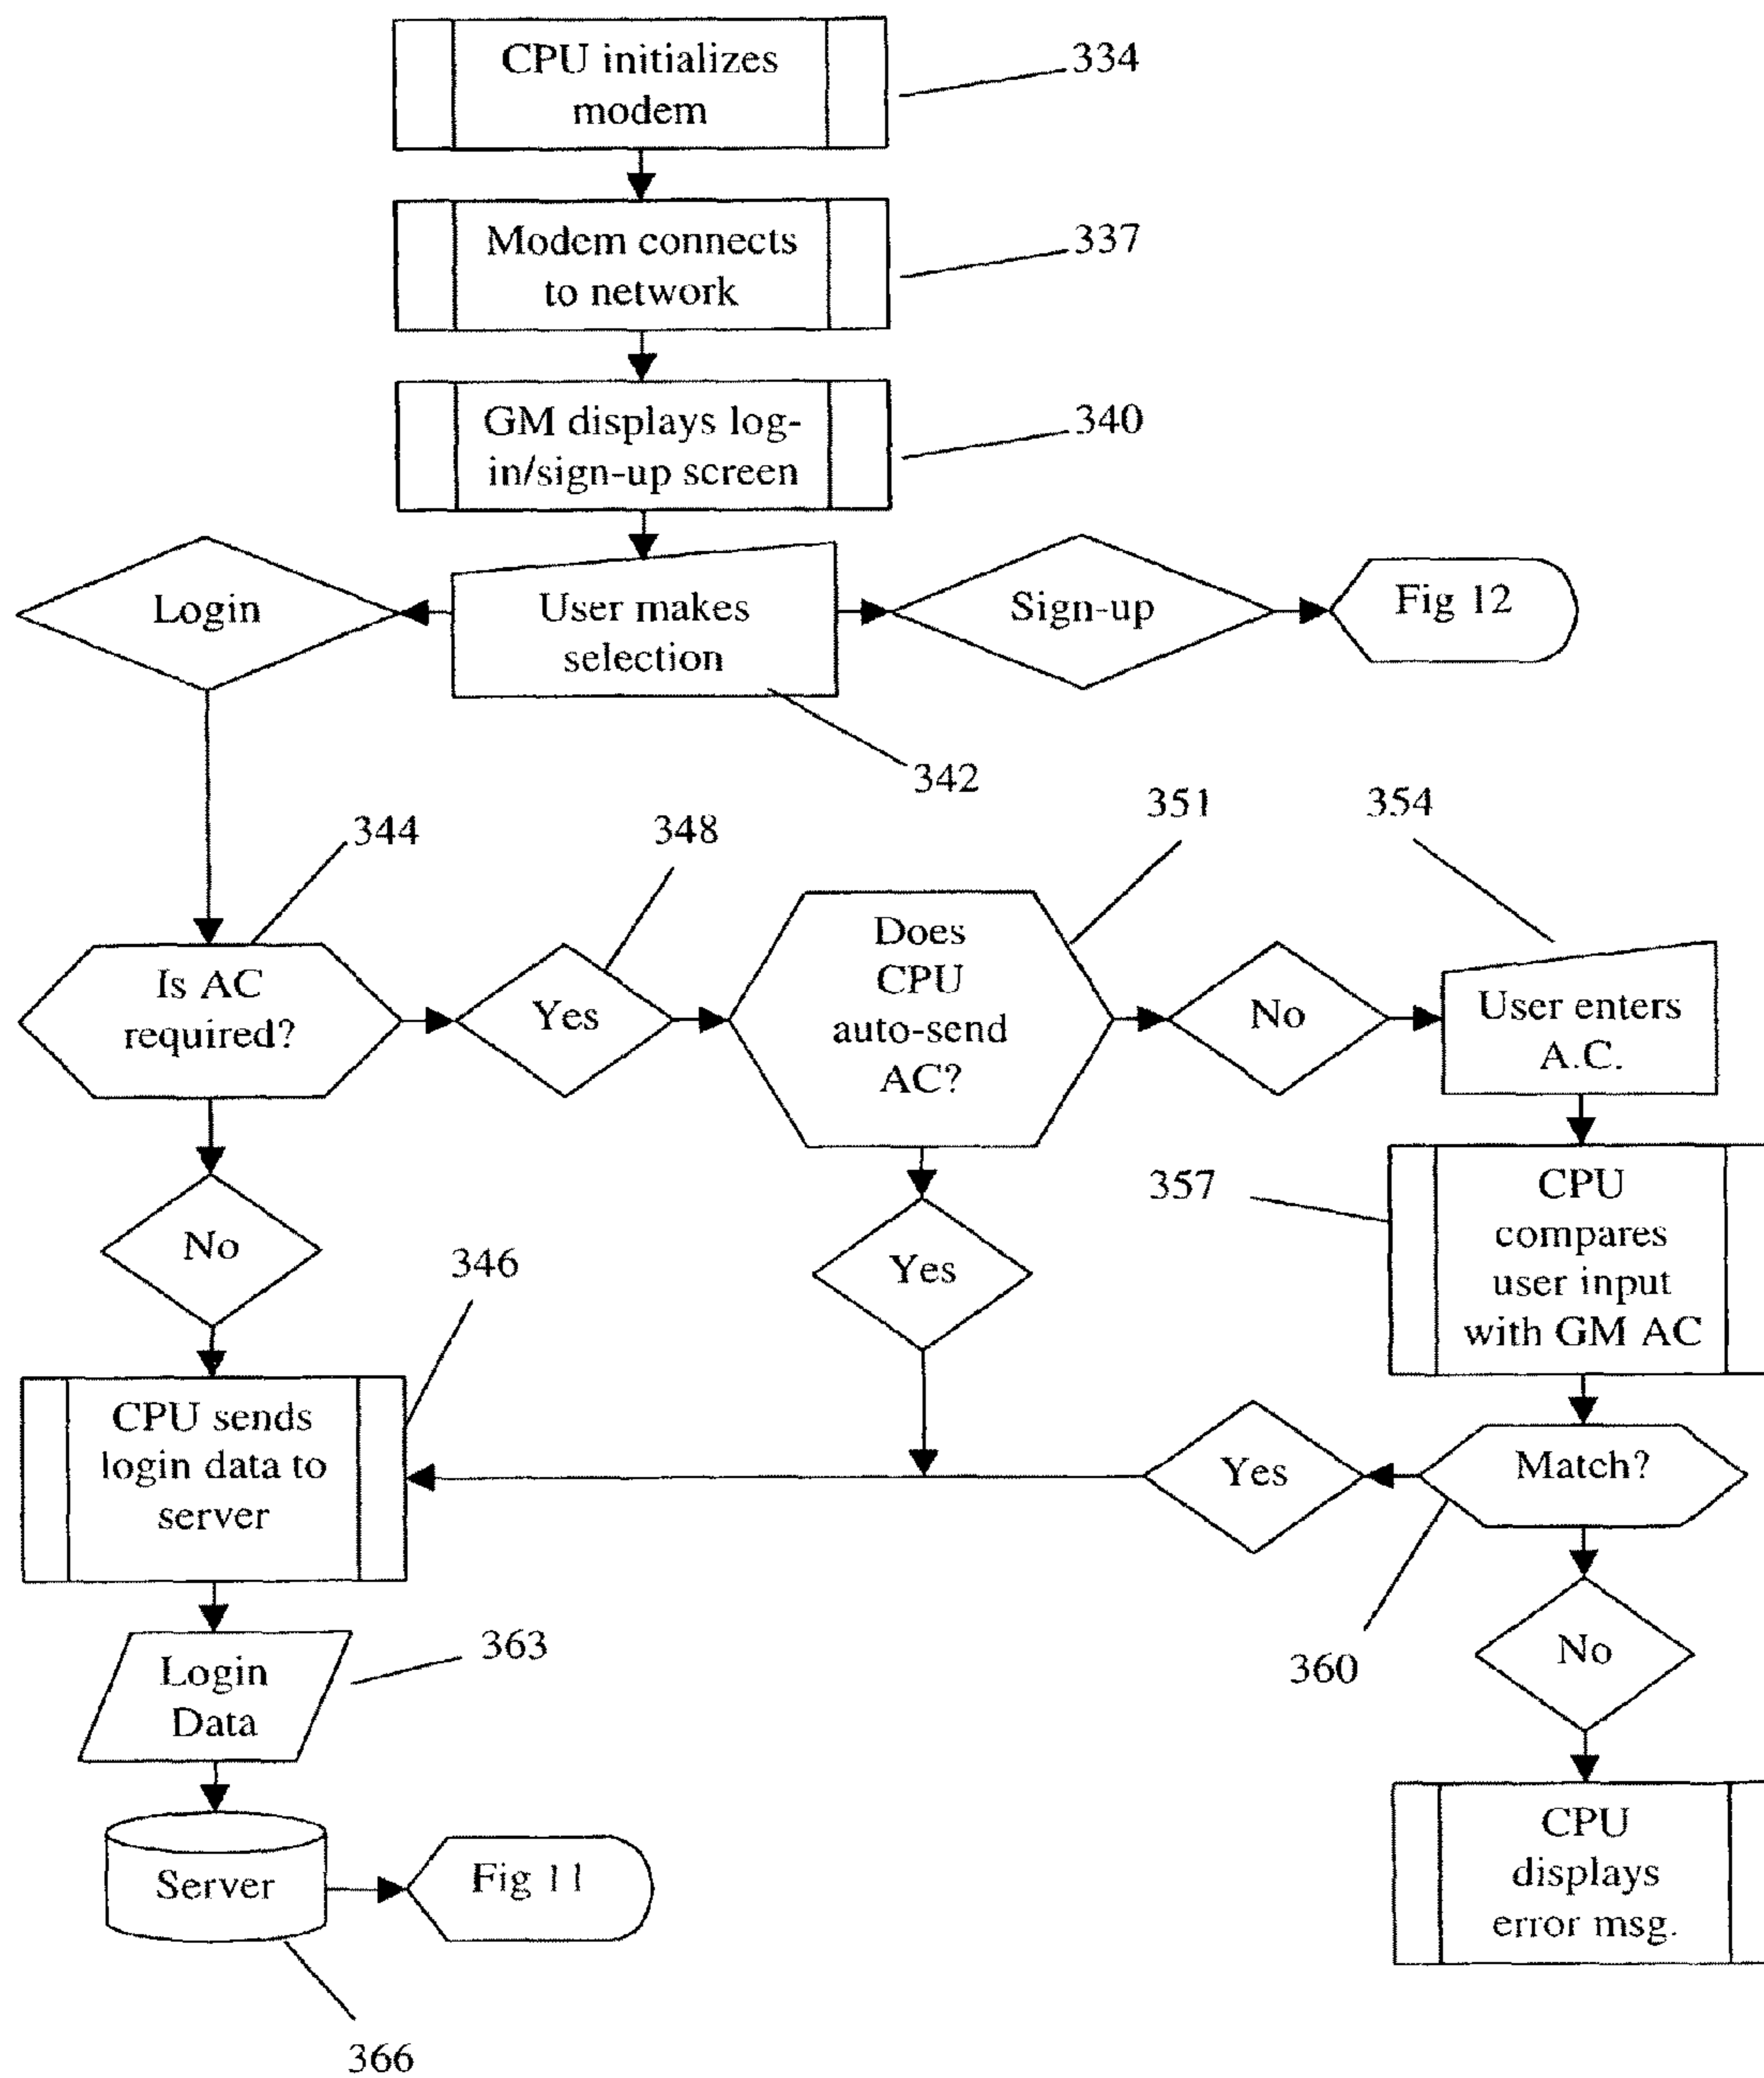 CPU initializes
modem
334
Modem connects
to network
337
GM displays log-
in/sign-up screen
340
Login
User makes
selection
Sign-up
Fig 12
342
344
348
351
354
Is AC
required?
Yes
Does
CPU
auto-send
AC?
No
User enters
A.C.
No
346
Yes
357
CPU
compares
user input
with GM AC
CPU sends
login data to
server
Yes
Match?
360
Login
Data
363
No
Server
Fig 11
CPU
displays
error msg.
366